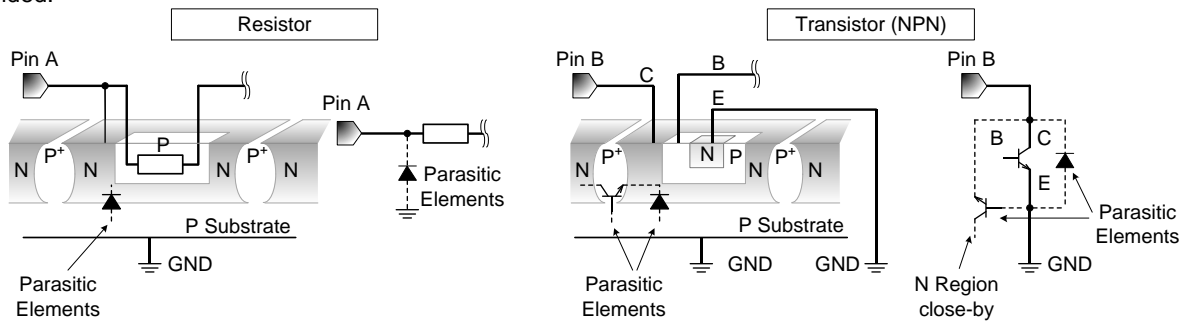 Resistor
Transistor (NPN)
Pin A
Pin A
N
P+
N
P
N
P+
N
Parasitic
Elements
P Substrate
GND
Parasitic
Elements
Pin B
C
B
E
N
P+
N
N
P
P+
N
N
P Substrate
GND
GND
Parasitic
Elements
Pin B
B
C
E
Parasitic
Elements
GND
N Region
close-by